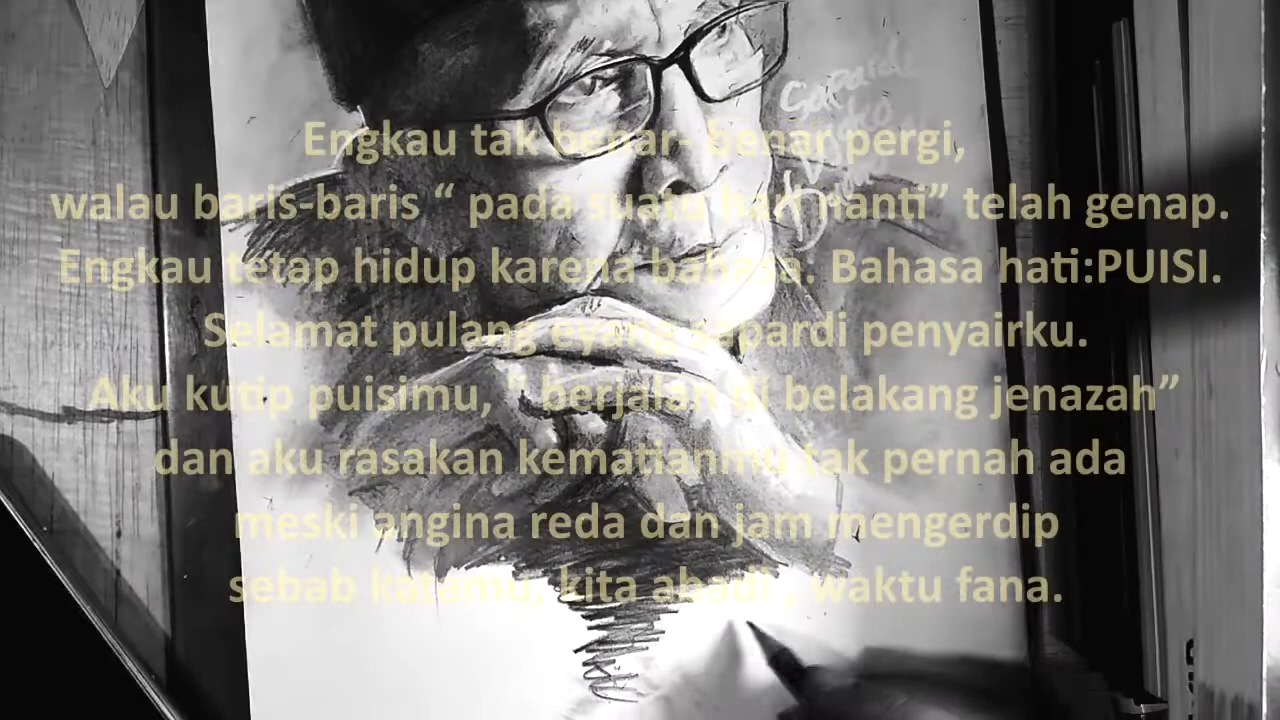 Engkau tak benar- benar pergi,
walau baris-baris “ pada suatu hari nanti” telah genap.
Engkau tetap hidup karena bahasa. Bahasa hati:PUISI.
Selamat pulang eyang sapardi penyairku.
Aku kutip puisimu, “ berjalan di belakang jenazah”
dan aku rasakan kematianmu tak pernah ada
meski angina reda dan jam mengerdip
sebab katamu, kita abadi , waktu fana.